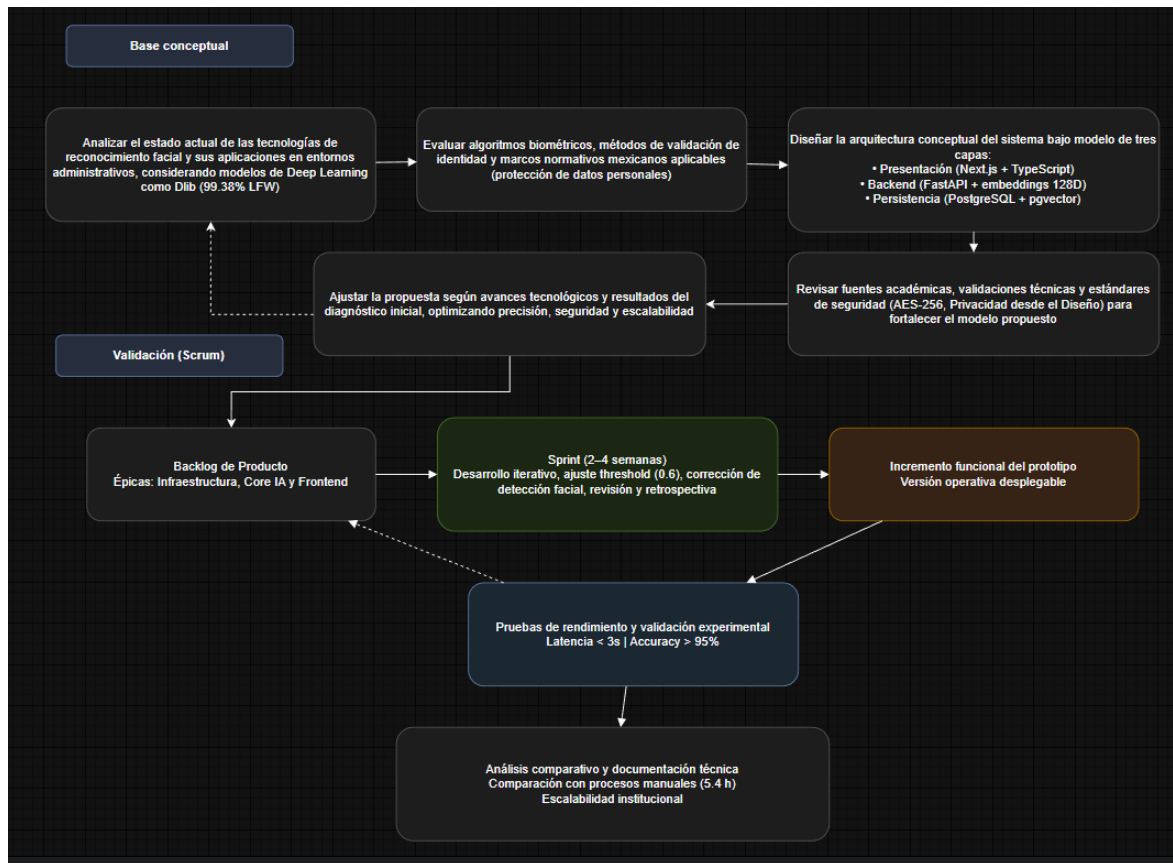 Base conceptual
Analizar el estado actual de las tecnologías de
reconocimiento facial y sus aplicaciones en entornos
administrativos, considerando modelos de Deep Learning
como Dlib (99.38% LFW)
Evaluar algoritmos biométricos, métodos de validación de
identidad y marcos normativos mexicanos aplicables
(protección de datos personales)
Diseñar la arquitectura conceptual del sistema bajo modelo de tres
capas:
• Presentación (Next.js + TypeScript)
• Backend (FastAPI + embeddings 128D)
• Persistencia (PostgreSQL + pgvector)
Revisar fuentes académicas, validaciones técnicas y estándares
de seguridad (AES-256, Privacidad desde el Diseño) para
fortalecer el modelo propuesto
Ajustar la propuesta según avances tecnológicos y resultados del
diagnóstico inicial, optimizando precisión, seguridad y escalabilidad
Validación (Scrum)
Backlog de Producto
Épicas: Infraestructura, Core IA y Frontend
Sprint (2–4 semanas)
Desarrollo iterativo, ajuste threshold (0.6), corrección de
detección facial, revisión y retrospectiva
Incremento funcional del prototipo
Versión operativa desplegable
Pruebas de rendimiento y validación experimental
Latencia < 3s | Accuracy > 95%
Análisis comparativo y documentación técnica
Comparación con procesos manuales (5.4 h)
Escalabilidad institucional